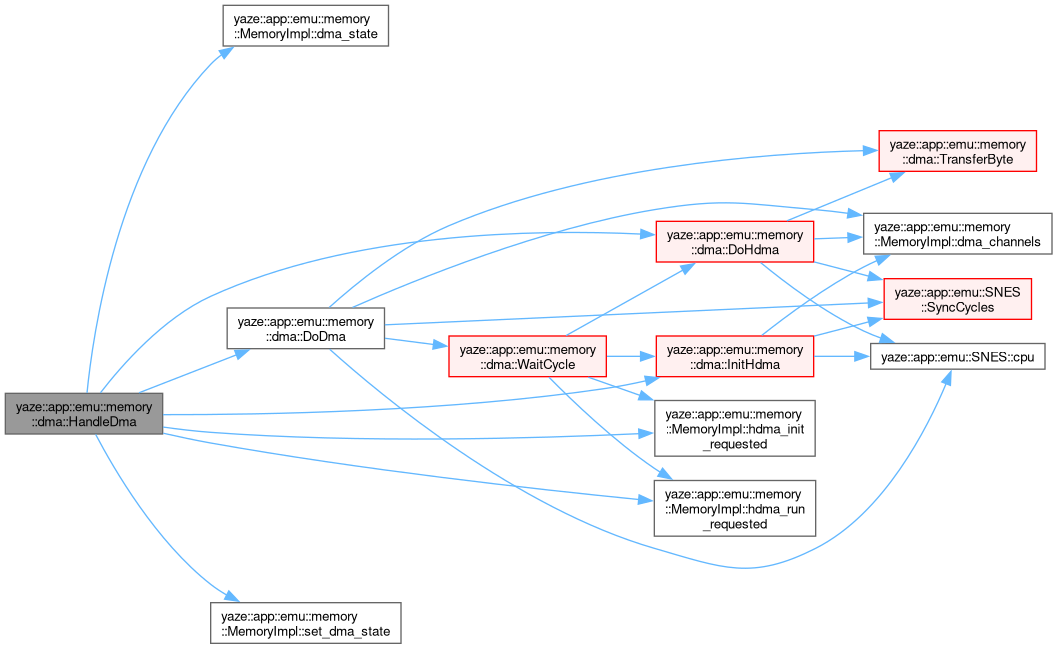 yaze::app::emu::memory
::MemoryImpl::dma_state
yaze::app::emu::memory
::dma::TransferByte
yaze::app::emu::memory
::MemoryImpl::dma_channels
yaze::app::emu::memory
::dma::DoHdma
yaze::app::emu::SNES
::SyncCycles
yaze::app::emu::memory
::dma::DoDma
yaze::app::emu::memory
::dma::WaitCycle
yaze::app::emu::memory
::dma::InitHdma
yaze::app::emu::SNES::cpu
yaze::app::emu::memory
::dma::HandleDma
yaze::app::emu::memory
::MemoryImpl::hdma_init
_requested
yaze::app::emu::memory
::MemoryImpl::hdma_run
_requested
yaze::app::emu::memory
::MemoryImpl::set_dma_state